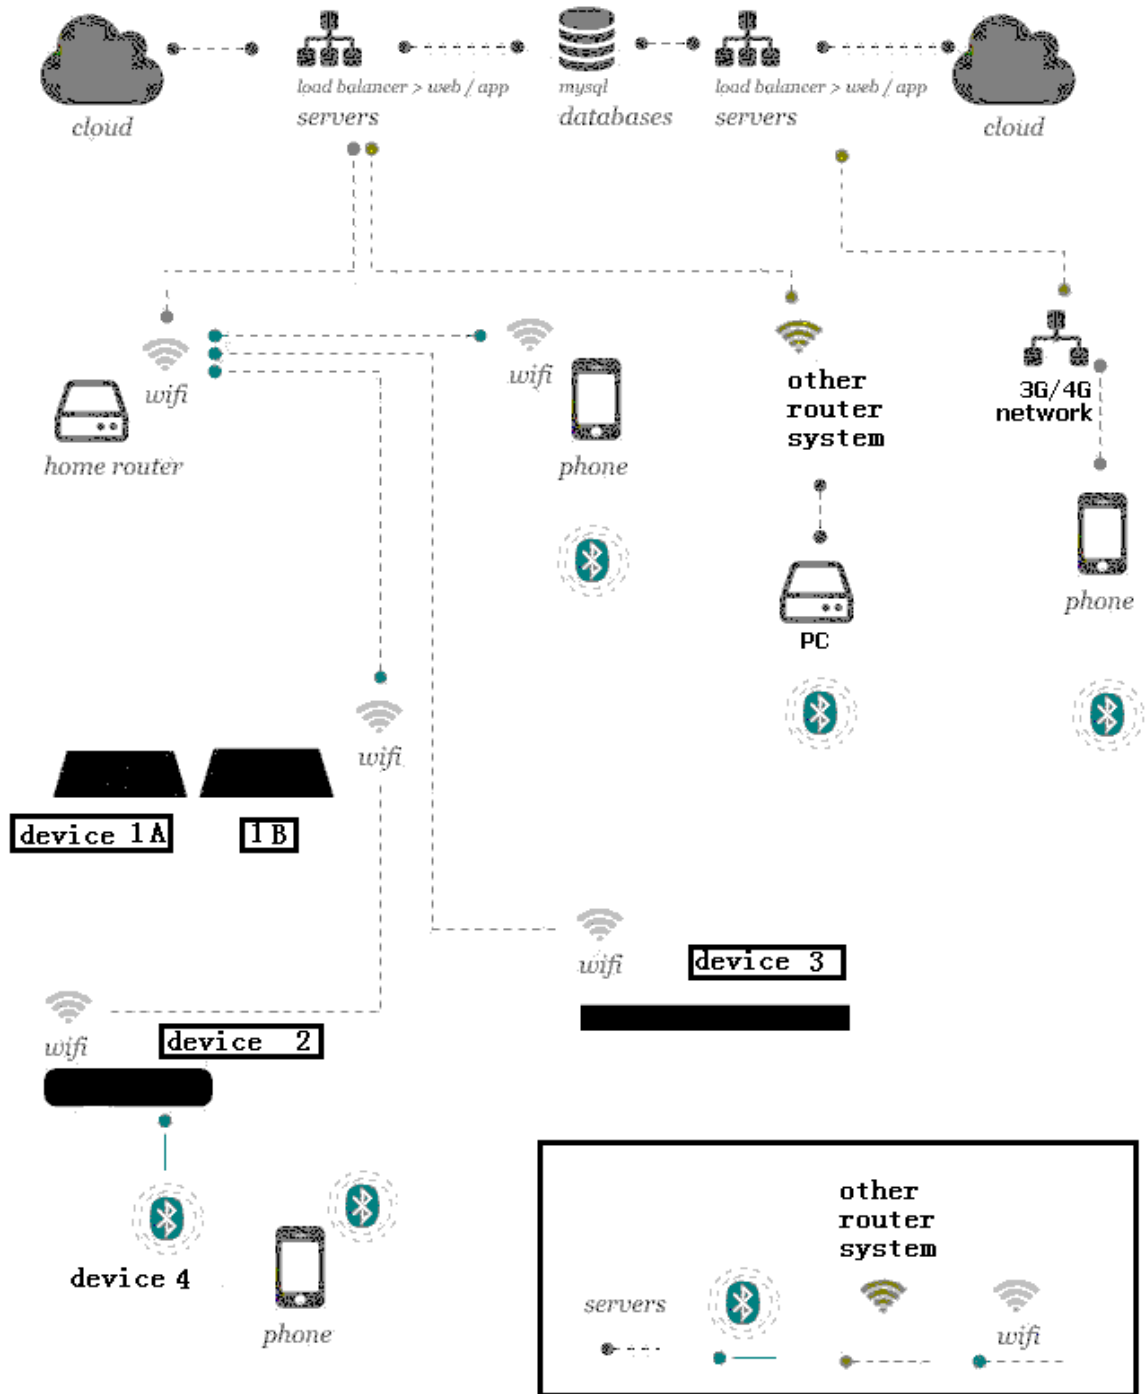 load balancer > web / app
mysql
load balancer > web / app
cloud
servers
databases
servers
cloud
wifi
wifi
home router
phone
other
router
system
3G/4G
network
PC
phone
wifi
device 1A
1B
wifi
device 3
wifi
device 2
device 4
phone
other
router
system
servers
wifi